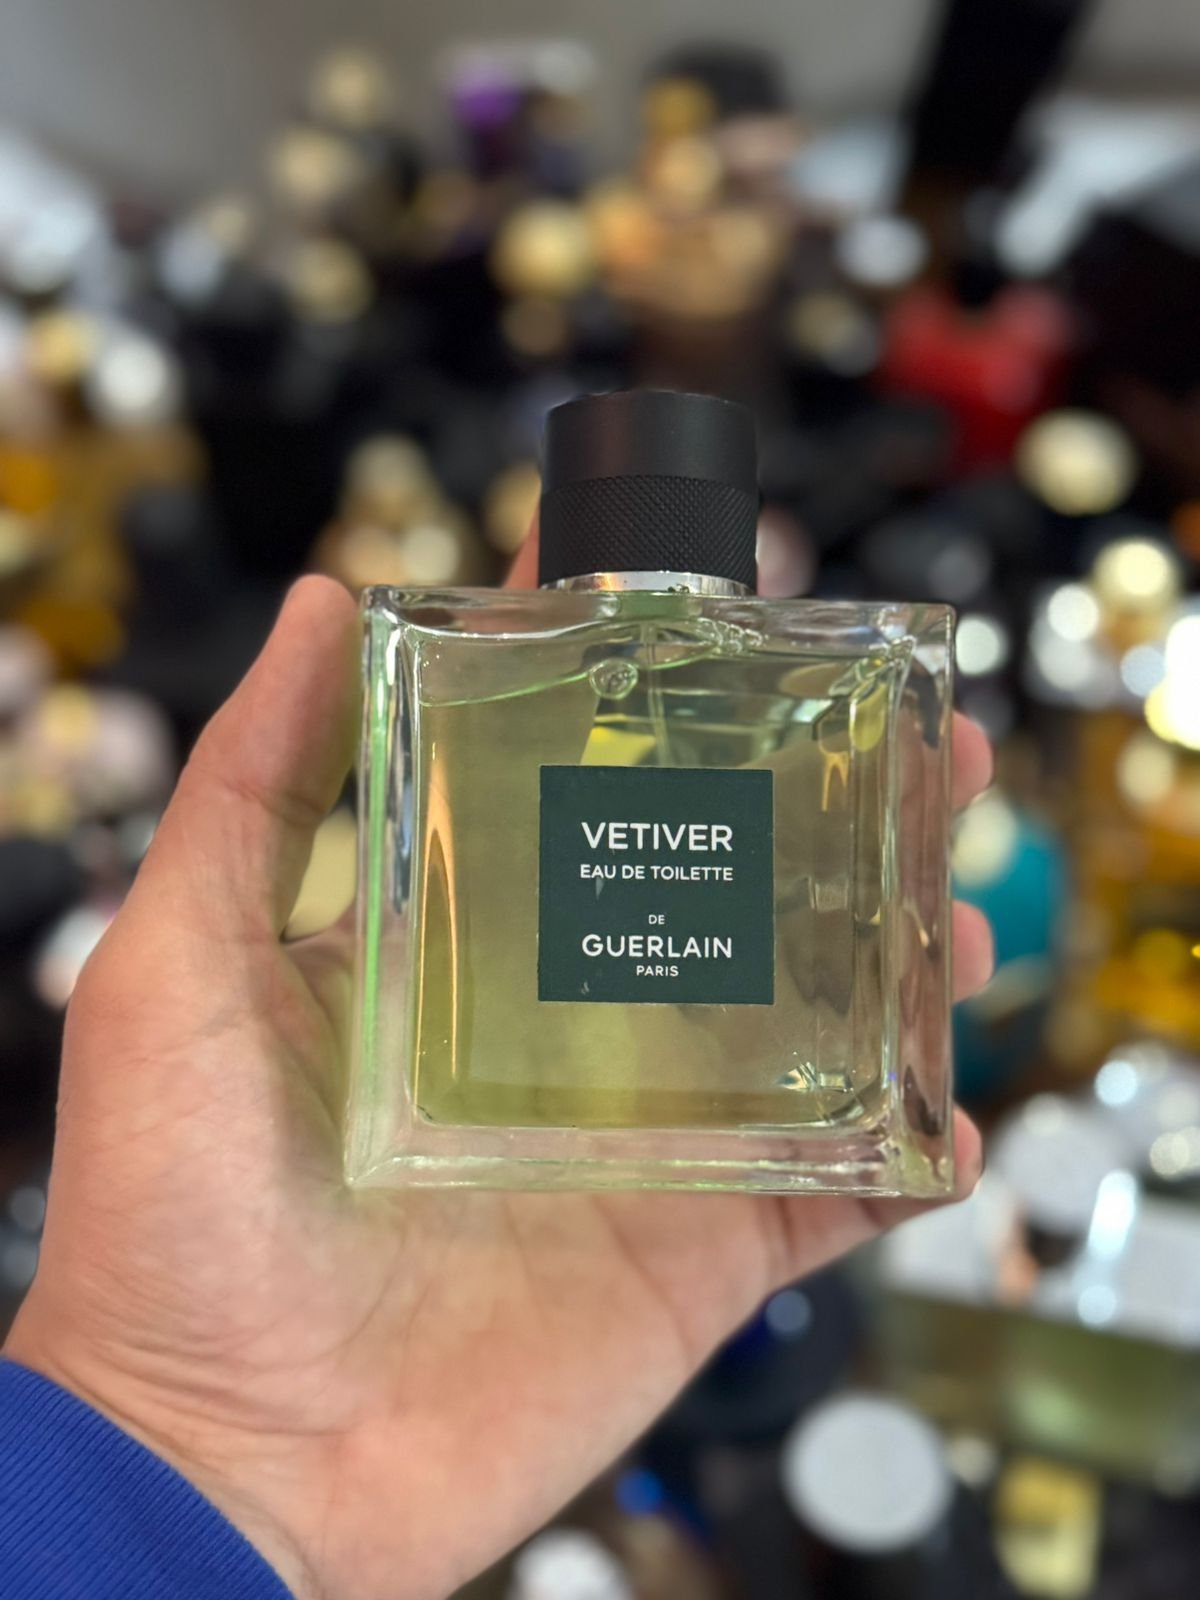 VETIVER
EAU DE TOILETTE
DE
GUERLAIN
PARIS